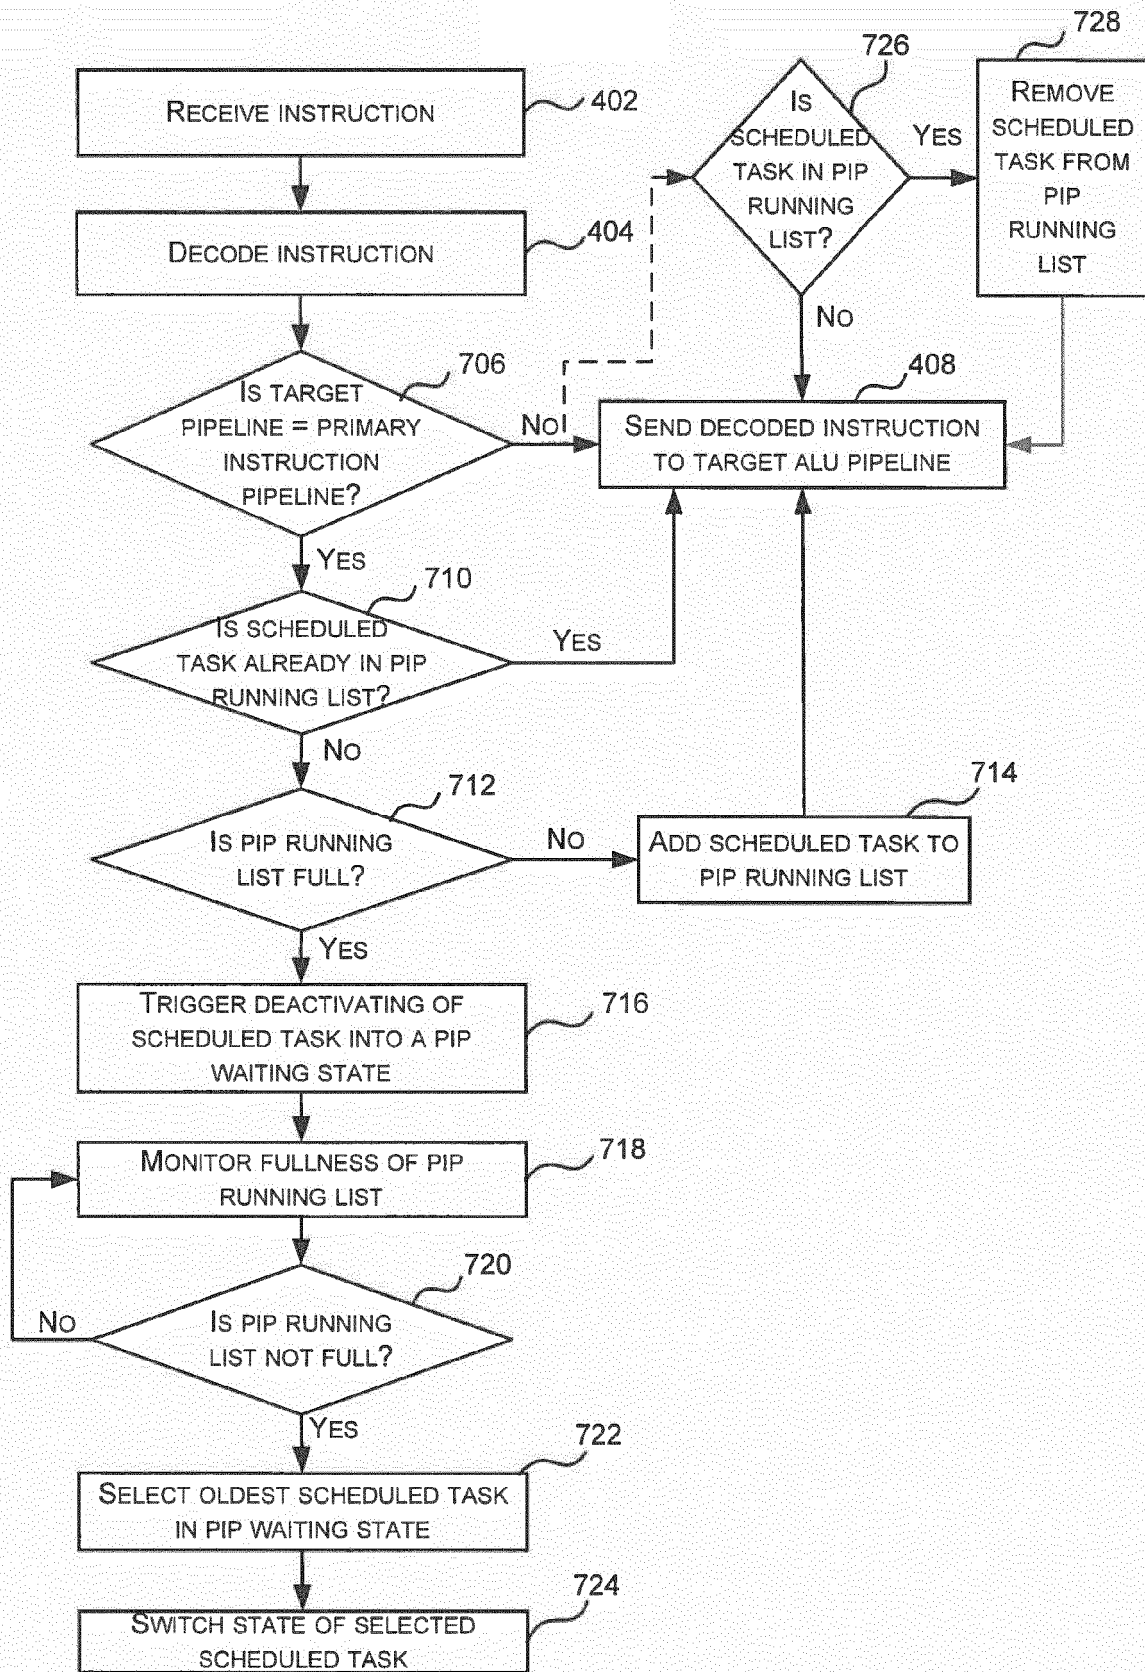 RECEIVE INSTRUCTION
402
DECODE INSTRUCTION
404
IS TARGET
PIPELINE = PRIMARY
INSTRUCTION
PIPELINE?
706
NO
YES
IS
SCHEDULED
TASK IN PIP
RUNNING
LIST?
726
YES
NO
REMOVE
SCHEDULED
TASK FROM
PIP
RUNNING
LIST
728
SEND DECODED INSTRUCTION
TO TARGET ALU PIPELINE
408
IS SCHEDULED
TASK ALREADY IN PIP
RUNNING LIST?
710
YES
NO
IS PIP RUNNING
LIST FULL?
712
NO
YES
ADD SCHEDULED TASK TO
PIP RUNNING LIST
714
TRIGGER DEACTIVATING OF
SCHEDULED TASK INTO A PIP
WAITING STATE
716
MONITOR FULLNESS OF PIP
RUNNING LIST
718
IS PIP RUNNING
LIST NOT FULL?
720
NO
YES
SELECT OLDEST SCHEDULED TASK
IN PIP WAITING STATE
722
SWITCH STATE OF SELECTED
SCHEDULED TASK
724